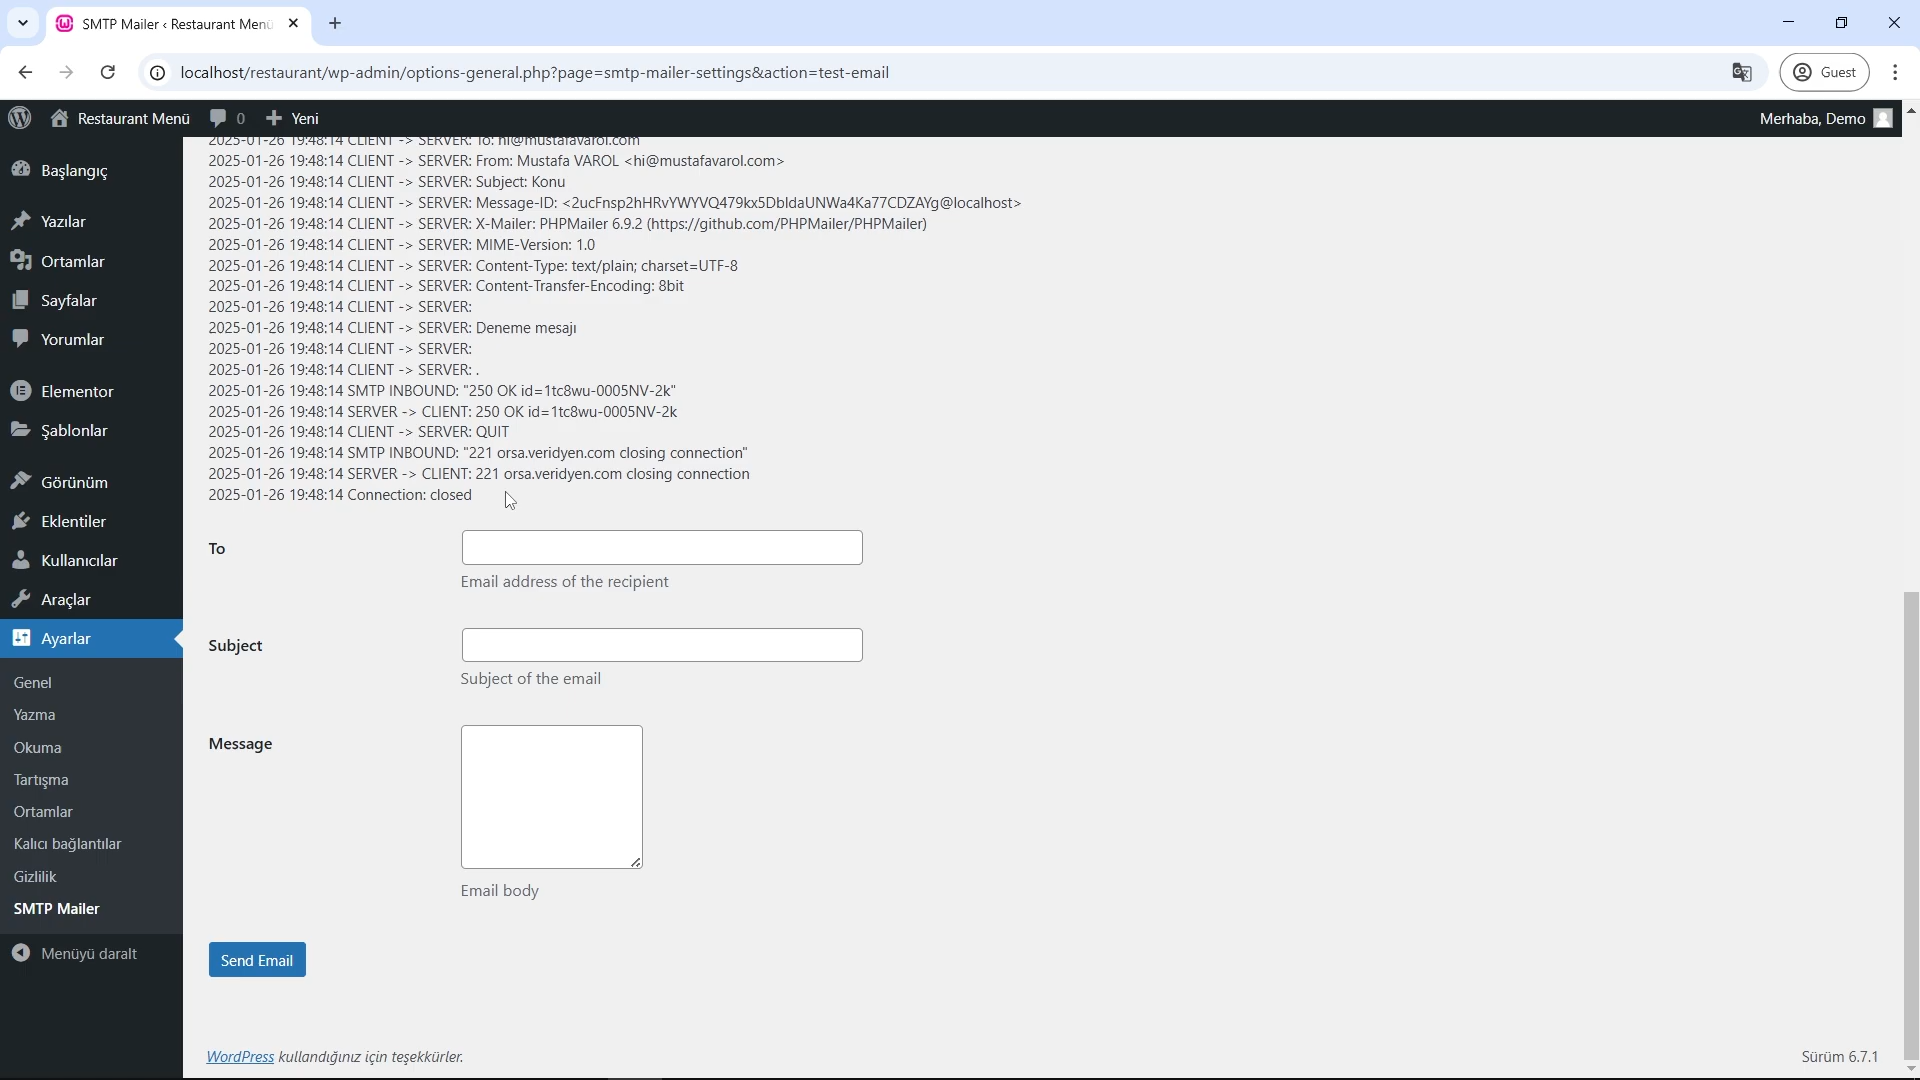 SMTP Mailer ‹ Restaurant Menü
localhost/restaurant/wp-admin/options-general.php?page=smtp-mailer-settings&action=test-email
Guest
Restaurant Menü
0
Yeni
Merhaba, Demo
Başlangıç
Yazılar
Ortamlar
Sayfalar
Yorumlar
Elementor
Şablonlar
Görünüm
Eklentiler
Kullanıcılar
Araçlar
Ayarlar
Genel
Yazma
Okuma
Tartışma
Ortamlar
Kalıcı bağlantılar
Gizlilik
SMTP Mailer
Menüyü daralt
2025-01-26 19:48:14 CLIENT -> SERVER: To: hi@mustafavarol.com
2025-01-26 19:48:14 CLIENT -> SERVER: From: Mustafa VAROL <hi@mustafavarol.com>
2025-01-26 19:48:14 CLIENT -> SERVER: Subject: Konu
2025-01-26 19:48:14 CLIENT -> SERVER: Message-ID: <2ucFnsp2hHRvYWYVQ479kx5DbldaUNWa4Ka77CDZAYg@localhost>
2025-01-26 19:48:14 CLIENT -> SERVER: X-Mailer: PHPMailer 6.9.2 (https://github.com/PHPMailer/PHPMailer)
2025-01-26 19:48:14 CLIENT -> SERVER: MIME-Version: 1.0
2025-01-26 19:48:14 CLIENT -> SERVER: Content-Type: text/plain; charset=UTF-8
2025-01-26 19:48:14 CLIENT -> SERVER: Content-Transfer-Encoding: 8bit
2025-01-26 19:48:14 CLIENT -> SERVER:
2025-01-26 19:48:14 CLIENT -> SERVER: Deneme mesajı
2025-01-26 19:48:14 CLIENT -> SERVER:
2025-01-26 19:48:14 CLIENT -> SERVER: .
2025-01-26 19:48:14 SMTP INBOUND: "250 OK id=1tc8wu-0005NV-2k"
2025-01-26 19:48:14 SERVER -> CLIENT: 250 OK id=1tc8wu-0005NV-2k
2025-01-26 19:48:14 CLIENT -> SERVER: QUIT
2025-01-26 19:48:14 SMTP INBOUND: "221 orsa.veridyen.com closing connection"
2025-01-26 19:48:14 SERVER -> CLIENT: 221 orsa.veridyen.com closing connection
2025-01-26 19:48:14 Connection: closed
To
Email address of the recipient
Subject
Subject of the email
Message
Email body
Send Email
WordPress kullandığınız için teşekkürler.
Sürüm 6.7.1